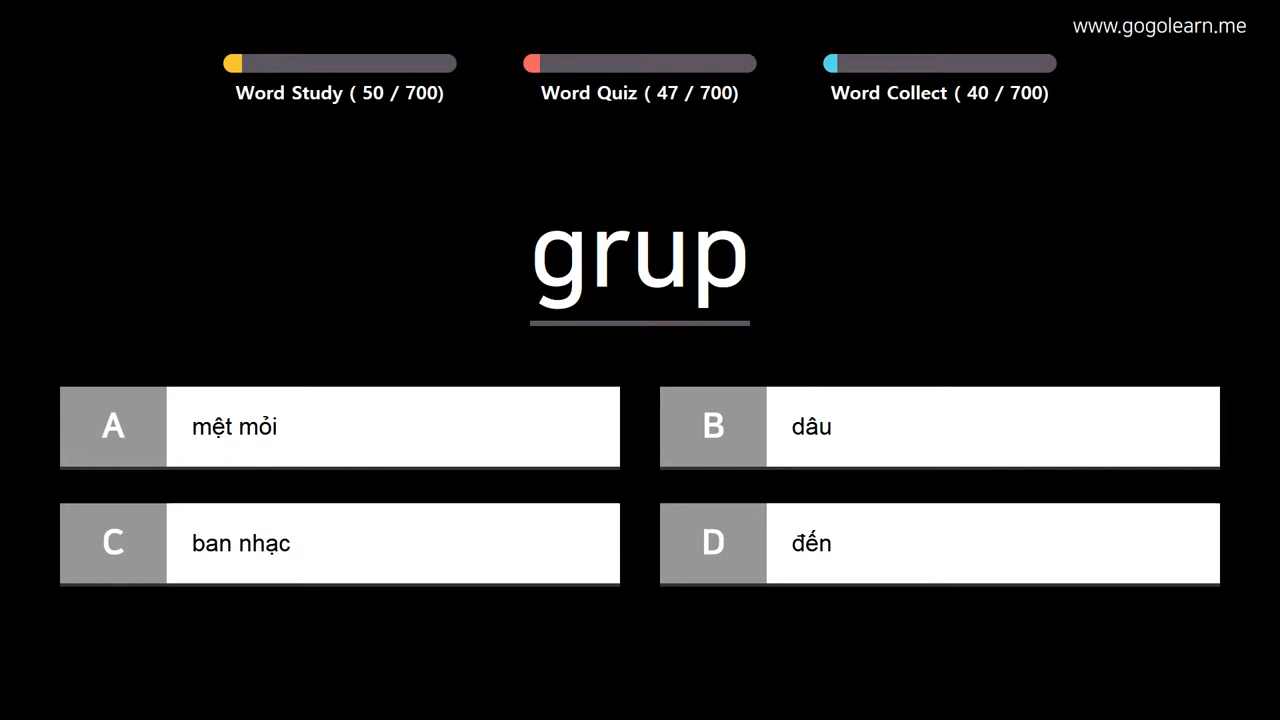 www.gogolearn.me
Word Study ( 50 / 700)
Word Quiz ( 47 / 700)
Word Collect ( 40 / 700)
grup
A
mệt mỏi
B
dâu
C
ban nhạc
D
đến